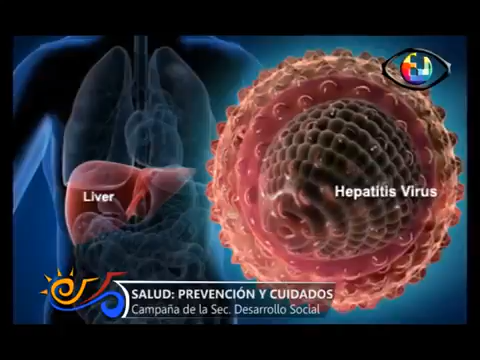 Liver
Hepatitis Virus
SALUD: PREVENCIÓN Y CUIDADOS
Campaña de la Sec. Desarrollo Social